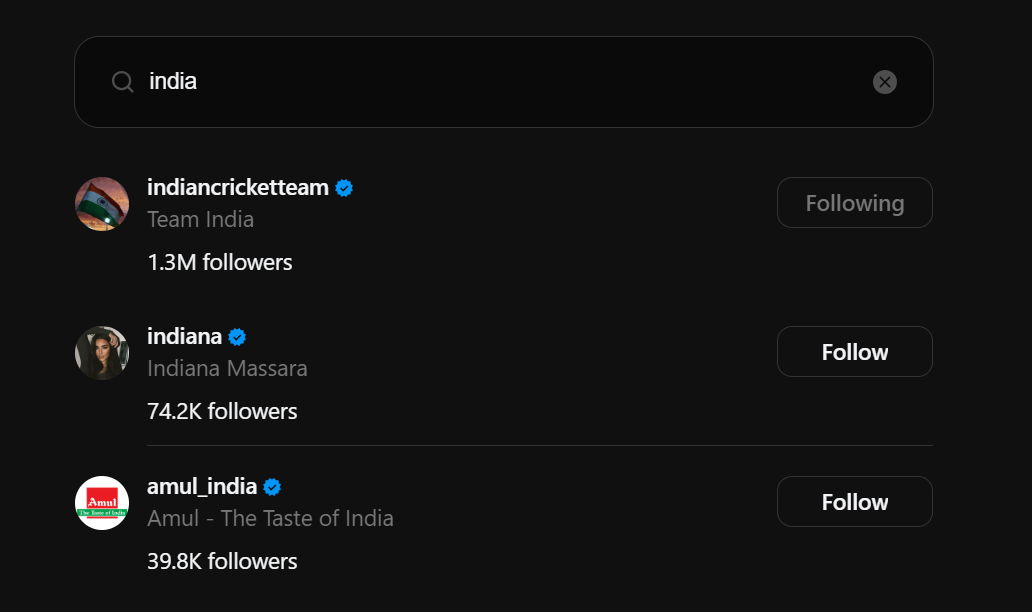 india
indiancricketteam
Team India
Following
1.3M followers
indiana
Indiana Massara
Follow
74.2K followers
Amul
The Taste of India
amul_india
Amul - The Taste of India
Follow
39.8K followers